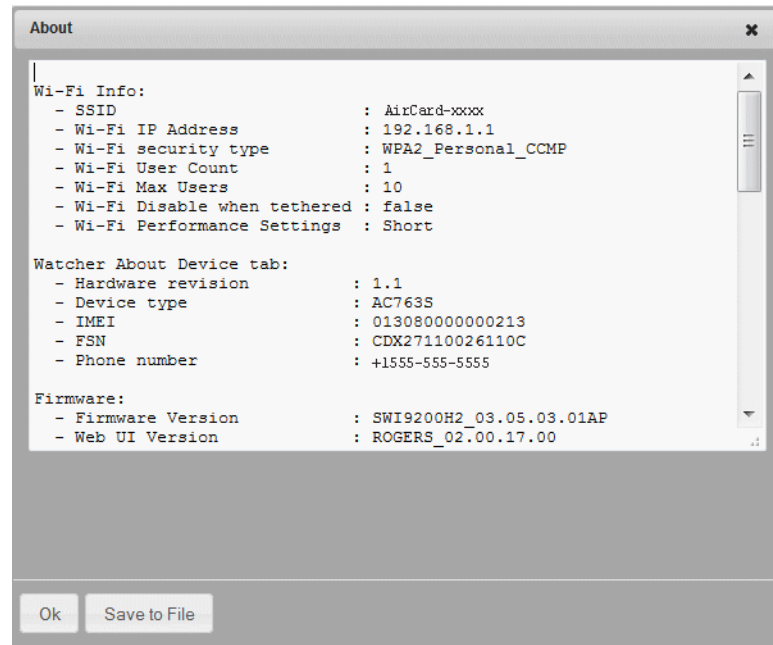 About
Wi-Fi Info:
- SSID : AirCard-xxxx
- Wi-Fi IP Address : 192.168.1.1
- Wi-Fi security type : WPA2_Personal_CCMP
- Wi-Fi User Count : 1
- Wi-Fi Max Users : 10
- Wi-Fi Disable when tethered : false
- Wi-Fi Performance Settings : Short
Watcher About Device tab:
- Hardware revision : 1.1
- Device type : AC763S
- IMEI : 013080000000213
- FSN : CDX27110026110C
- Phone number : +1555-555-5555
Firmware:
- Firmware Version : SWI9200H2_03.05.03.01AP
- Web UI Version : ROGERS_02.00.17.00
Ok Save to File